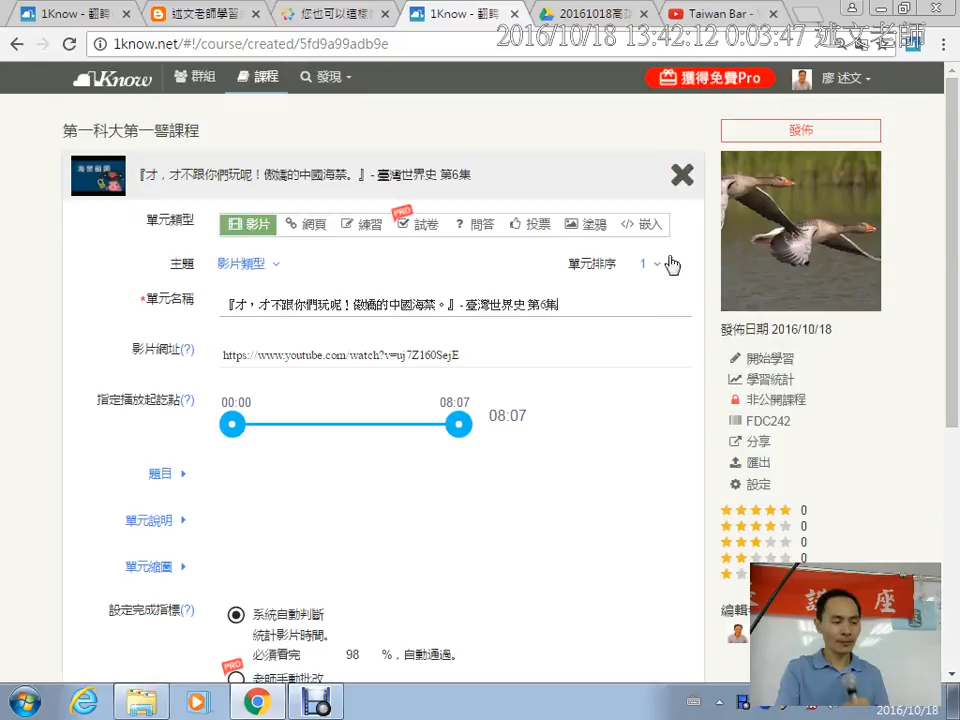 1Know - 翻轉
述文老師學習
您也可以這樣
1Know - 翻轉
20161018高
Taiwan Bar -
1know.net/#!/course/created/5fd9a99adb9e
2016/10/18 13:42:12 0:03:47 述文老師
1Know
群組
課程
發現
獲得免費Pro
廖 述文
第一科大第一罄課程
發佈
『才，才不跟你們玩呢！傲嬌的中國海禁。』- 臺灣世界史 第6集
單元類型
影片
網頁
練習
PRO
試卷
? 問答
投票
塗鴉
</> 嵌入
主題
影片類型
單元排序
1
*單元名稱
『才，才不跟你們玩呢！傲嬌的中國海禁。』- 臺灣世界史 第6集
影片網址(?)
https://www.youtube.com/watch?v=uj7Z160SejE
指定播放起訖點(?)
00:00
08:07
08:07
題目
單元說明
單元縮圖
設定完成指標(?)
系統自動判斷
統計影片時間。
必須看完 98 %，自動通過。
PRO
老師手動批改
發佈日期 2016/10/18
開始學習
學習統計
非公開課程
FDC242
分享
匯出
設定
0
0
0
0
編輯
講
座
2016/10/18